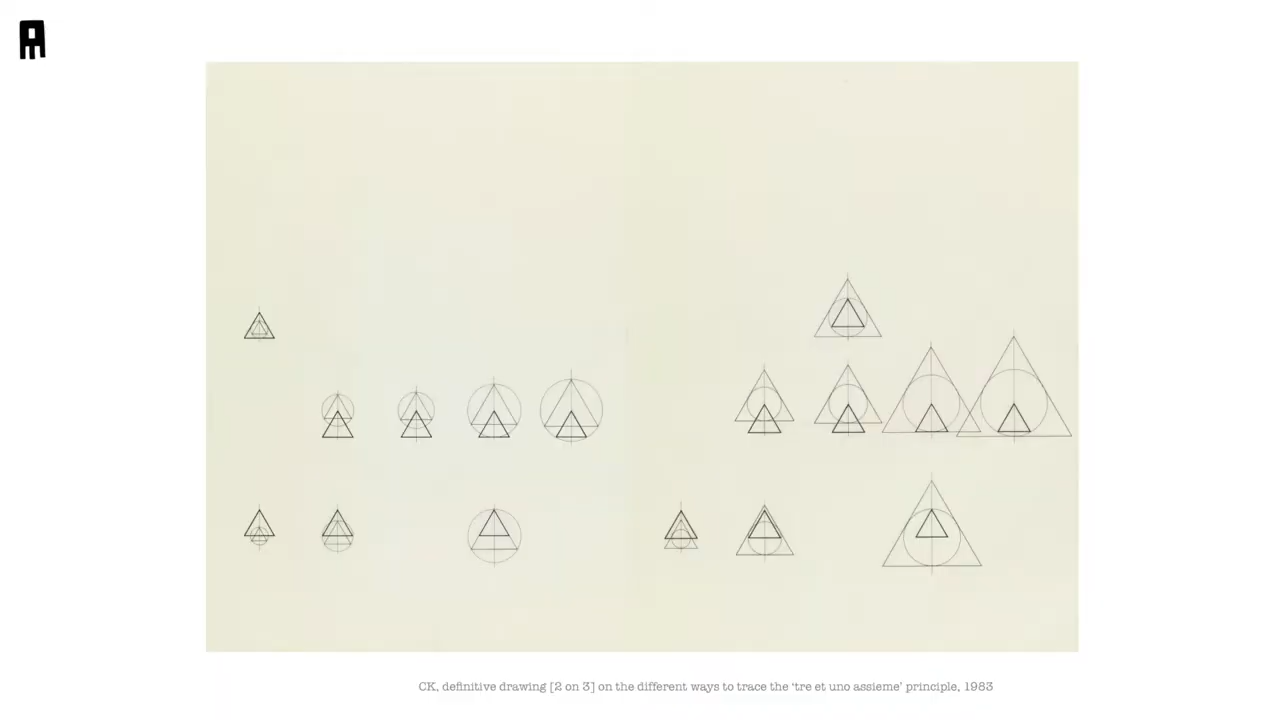 CK, definitive drawing [2 on 3] on the different ways to trace the ‘tre et uno assieme’ principle, 1983